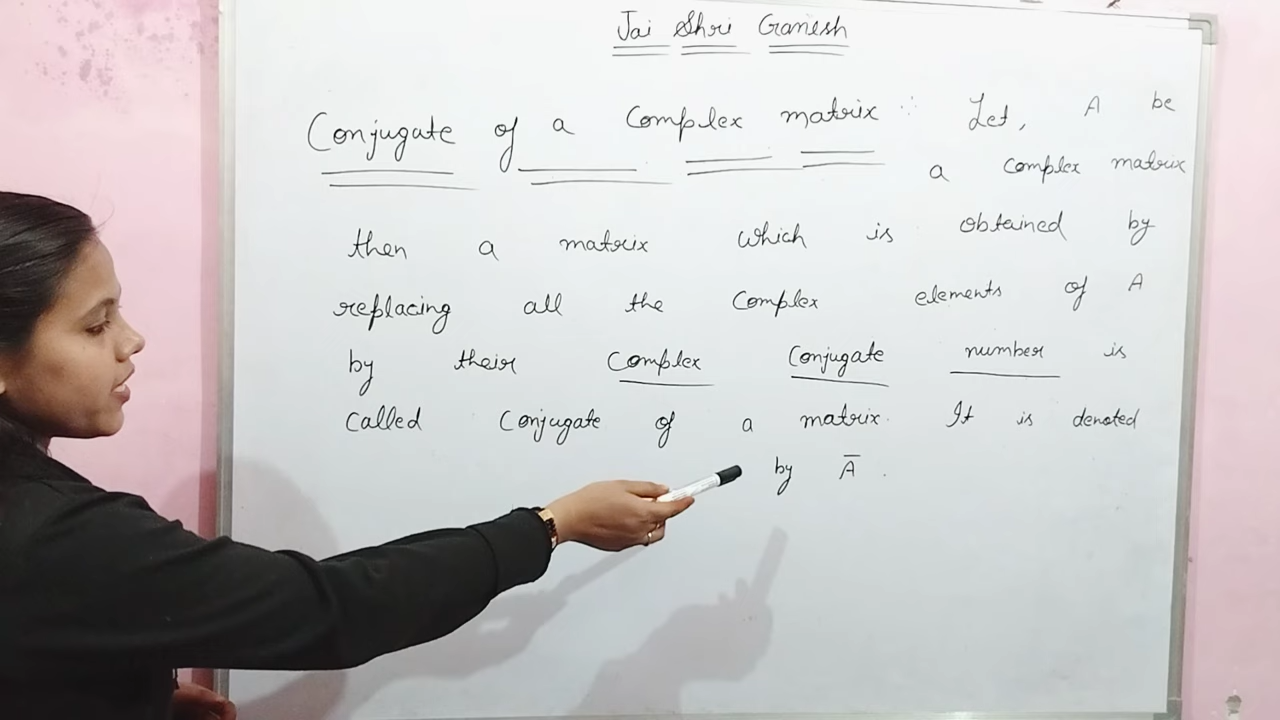 Jai Shri Ganesh
Conjugate of a Complex matrix : Let, A be
a complex matrix
then a matrix which is obtained by
replacing all the complex elements of A
by their Complex Conjugate number is
called Conjugate of a matrix. It is denoted
by Ā.